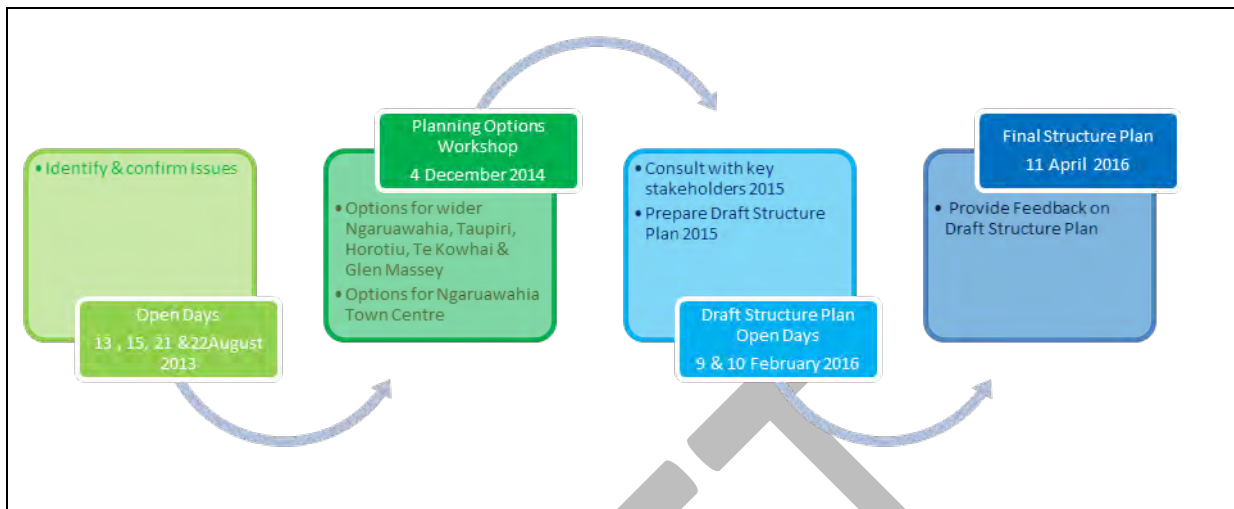 • Identify & confirm Issues
Open Days
13 , 15, 21 &22August
2013
Planning Options
Workshop
4 December 2014
• Options for wider
Ngaruawahia, Taupiri,
Horotiu, Te Kowhai &
Glen Massey
• Options for Ngaruawahia
Town Centre
• Consult with key
stakeholders 2015
• Prepare Draft Structure
Plan 2015
Draft Structure Plan
Open Days
9 & 10 February 2016
Final Structure Plan
11 April 2016
• Provide Feedback on
Draft Structure Plan